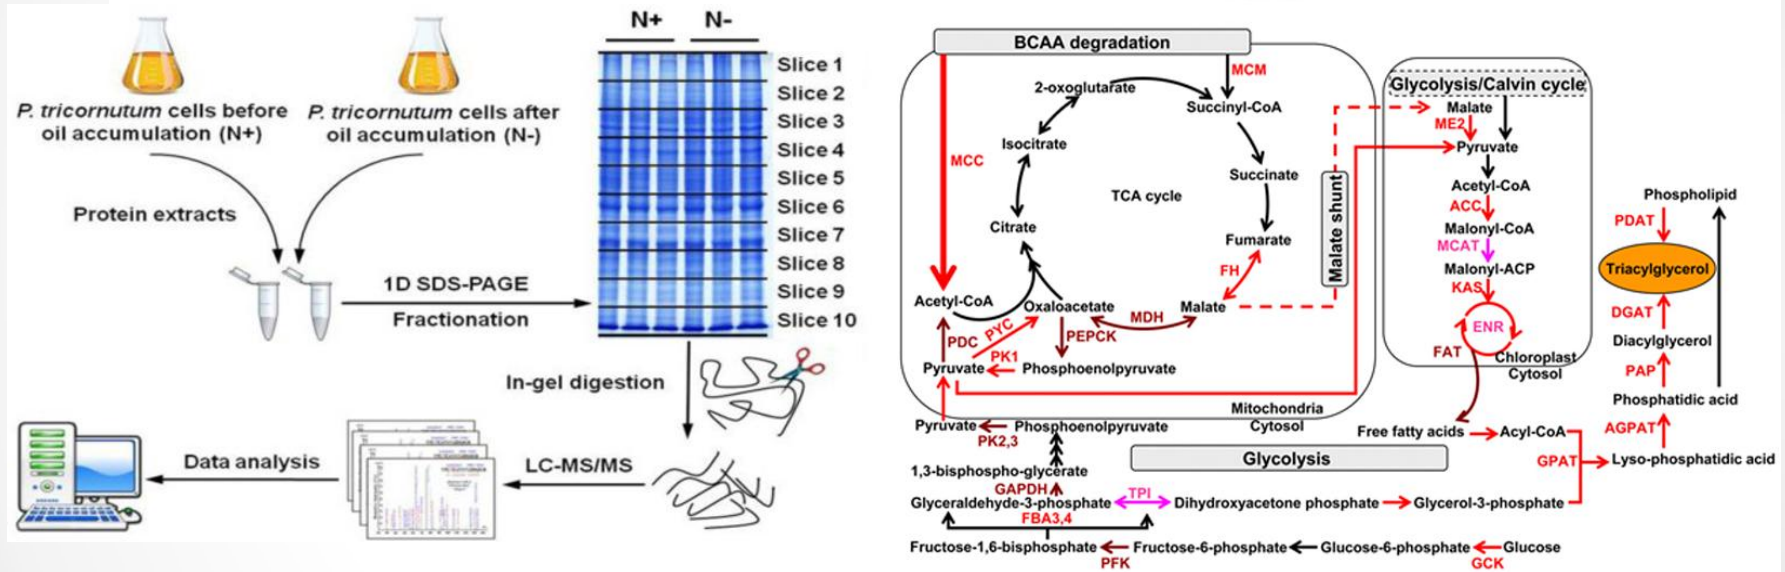 N+
N-
P. tricornutum cells before
oil accumulation (N+)
P. tricornutum cells after
oil accumulation (N-)
Protein extracts
1D SDS-PAGE
Fractionation
Slice 1
Slice 2
Slice 3
Slice 4
Slice 5
Slice 6
Slice 7
Slice 8
Slice 9
Slice 10
In-gel digestion
LC-MS/MS
Data analysis
BCAA degradation
MCM
2-oxoglutarate
Succinyl-CoA
Isocitrate
MCC
Succinate
TCA cycle
Citrate
Fumarate
FH
Acetyl-CoA
Oxaloacetate
Malate
MDH
PYC
PDC
PEPCK
PK1
Pyruvate
Phosphoenolpyruvate
Malate shunt
Mitochondria
Cytosol
Glycolysis/Calvin cycle
Malate
ME2
Pyruvate
Acetyl-CoA
ACC
Malonyl-CoA
MCAT
Malonyl-ACP
KAS
ENR
FAT
Chloroplast
Cytosol
Phospholipid
PDAT
Triacylglycerol
DGAT
Diacylglycerol
PAP
Phosphatidic acid
AGPAT
Pyruvate
Phosphoenolpyruvate
PK2,3
Free fatty acids
Acyl-CoA
GPAT
Lyso-phosphatidic acid
Glycolysis
1,3-bisphospho-glycerate
GAPDH
Glyceraldehyde-3-phosphate
TPI
Dihydroxyacetone phosphate
Glycerol-3-phosphate
FBA3,4
Fructose-1,6-bisphosphate
PFK
Fructose-6-phosphate
Glucose-6-phosphate
GCK
Glucose